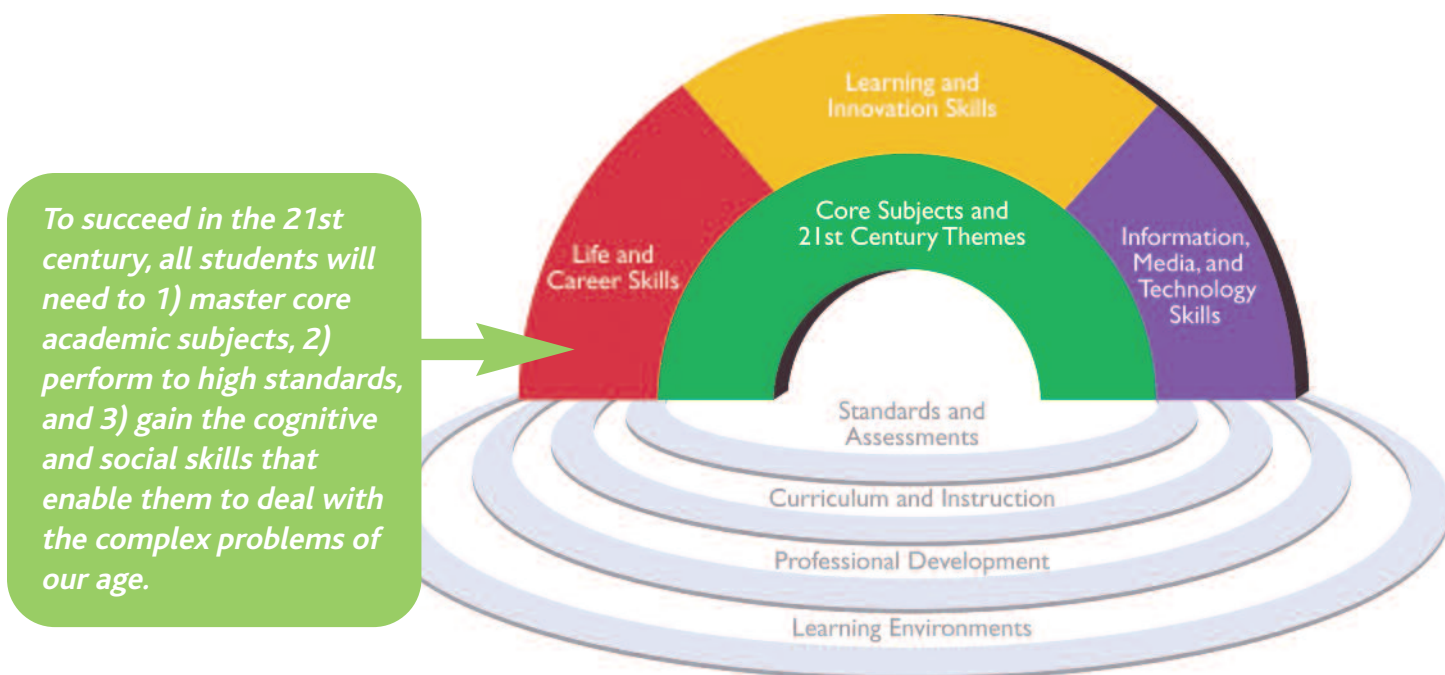 To succeed in the 21st
century, all students will
need to 1) master core
academic subjects, 2)
perform to high standards,
and 3) gain the cognitive
and social skills that
enable them to deal with
the complex problems of
our age.
Learning and
Innovation Skills
Core Subjects and
21st Century Themes
Life and
Career Skills
Information,
Media, and
Technology
Skills
Standards and
Assessments
Curriculum and Instruction
Professional Development
Learning Environments